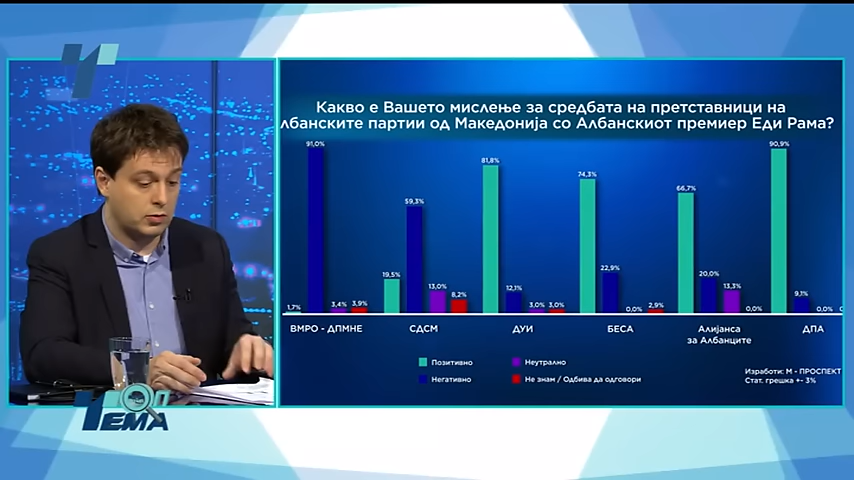 Какво е Вашето мислење за средбата на претставници на
лбанските партии од Македонија со Албанскиот премиер Еди Рама?
91,0% 81,8% 74,3% 66,7% 90,9%
59,3%
19,5% 13,0% 8,2% 12,1% 22,9% 20,0% 13,3% 9,1%
1,7% 3,4% 3,9% 3,0% 3,0% 0,0% 2,9% 0,0% 0,0%
ВМРО - ДПМНЕ СДСМ ДУИ БЕСА Алијанса ДПА
за Албанците
Позитивно Неутрално
Негативно Не знам / Одбива да одговори
Изработи: М - ПРОСПЕКТ
Стат. грешка +- 3%
ТОП
ТЕМА